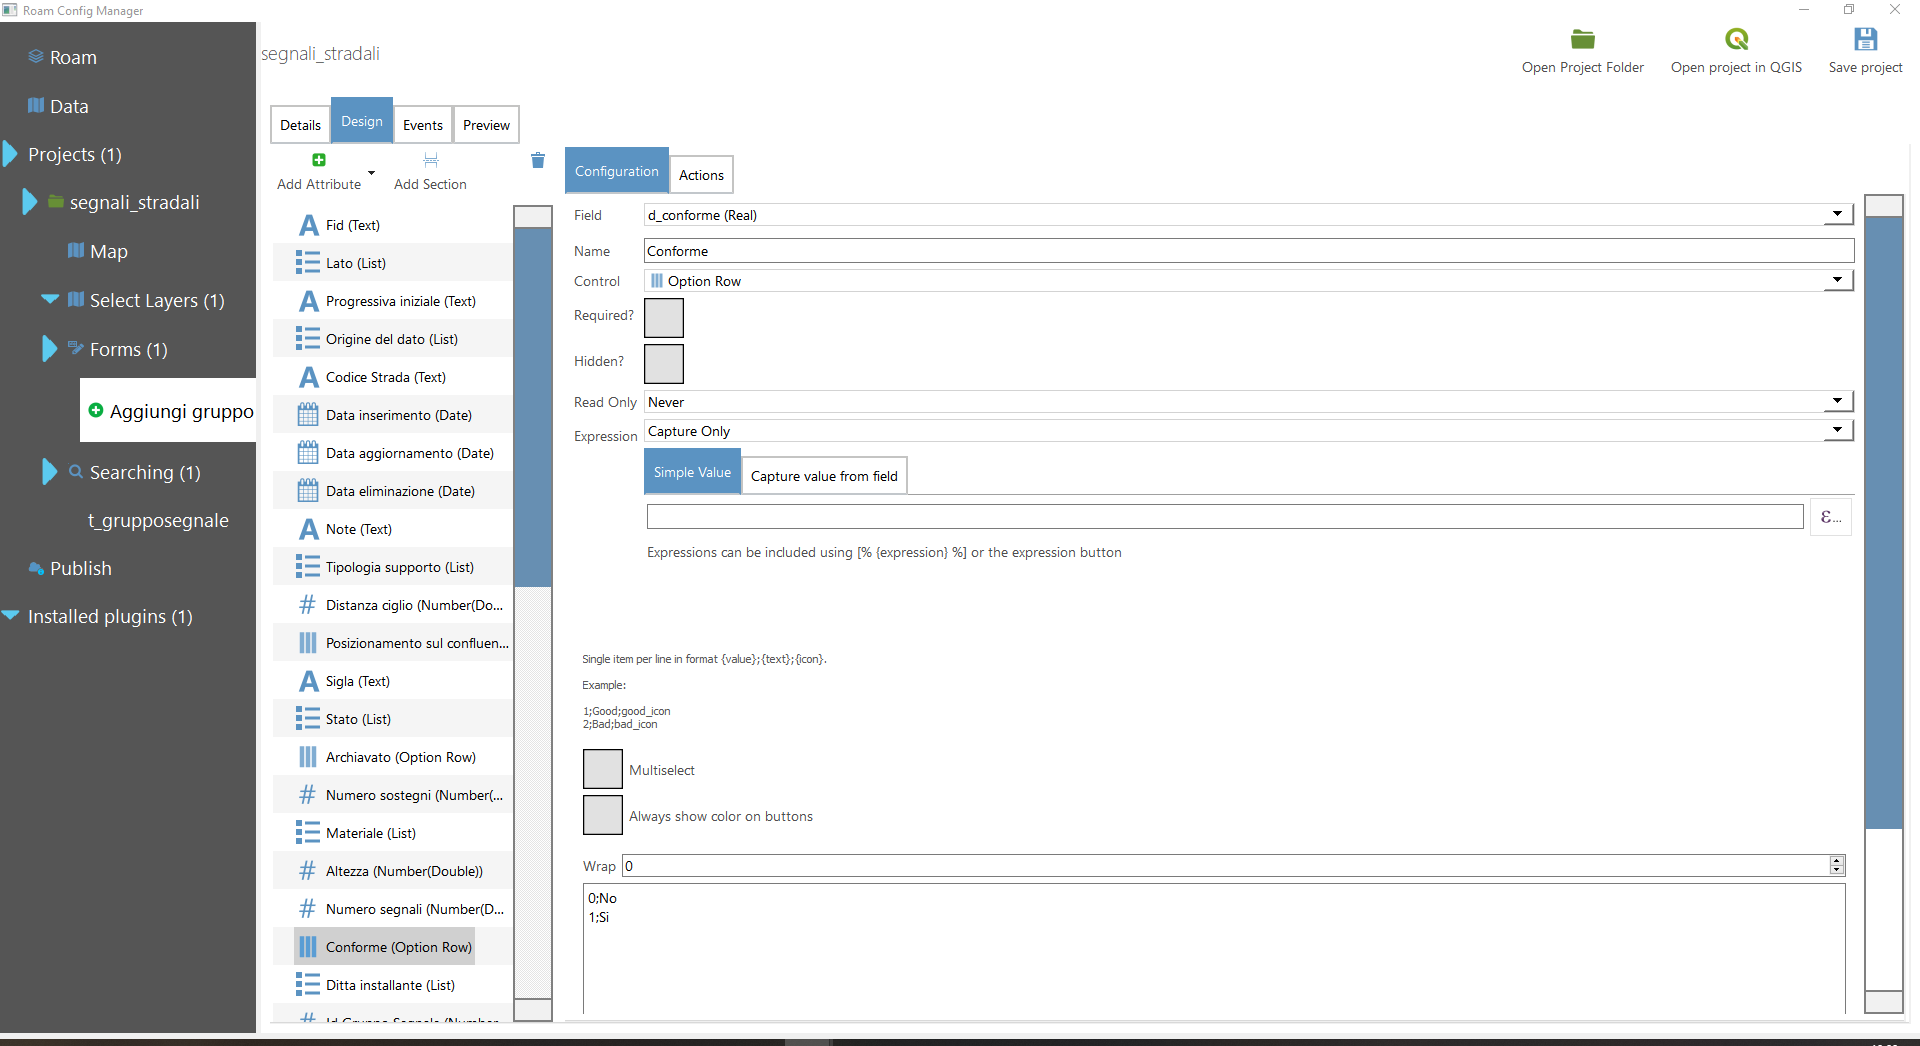 Roam Config Manager
Roam
Data
Projects (1)
segnali_stradali
Map
Select Layers (1)
Forms (1)
Aggiungi gruppo
Searching (1)
t_grupposegnale
Publish
Installed plugins (1)
segnali_stradali
Open Project Folder
Open project in QGIS
Save project
Details
Design
Events
Preview
Add Attribute
Add Section
Fid (Text)
Lato (List)
Progressiva iniziale (Text)
Origine del dato (List)
Codice Strada (Text)
Data inserimento (Date)
Data aggiornamento (Date)
Data eliminazione (Date)
Note (Text)
Tipologia supporto (List)
Distanza ciglio (Number(Do...
Posizionamento sul confluen...
Sigla (Text)
Stato (List)
Archiavato (Option Row)
Numero sostegni (Number(...
Materiale (List)
Altezza (Number(Double))
Numero segnali (Number(D...
Conforme (Option Row)
Ditta installante (List)
Id Gruppo Segnale (Number
Configuration
Actions
Field
d_conforme (Real)
Name
Conforme
Control
Option Row
Required?
Hidden?
Read Only
Never
Expression
Capture Only
Simple Value
Capture value from field
ε...
Expressions can be included using [% {expression} %] or the expression button
Single item per line in format {value};{text};{icon}.
Example:
1;Good;good_icon
2;Bad;bad_icon
Multiselect
Always show color on buttons
Wrap
0
0;No
1;Si